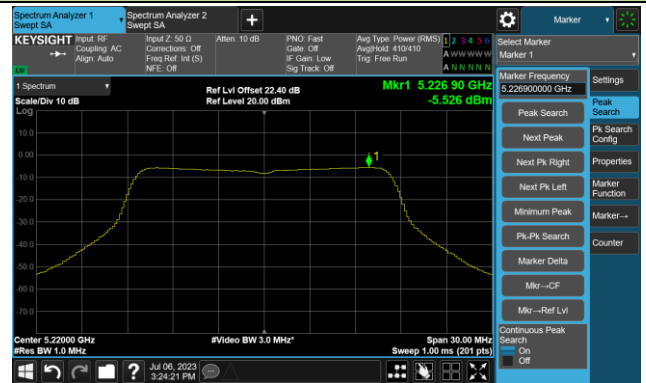 Spectrum Analyzer 1
Swept SA
Spectrum Analyzer 2
Swept SA
+
Marker
KEYSIGHT
Input: RF
Coupling: AC
Align: Auto
Input Z: 50 Ω
Corrections: Off
Freq Ref: Int (S)
NFE: Off
Atten: 10 dB
PNO: Fast
Gate: Off
IF Gain: Low
Sig Track: Off
Avg Type: Power (RMS)
Avg|Hold: 410/410
Trig: Free Run
1 2 3 4 5 6
A W W W W W
A N N N N N
Select Marker
Marker 1
1 Spectrum
Scale/Div 10 dB
Log
Ref Lvl Offset 22.40 dB
Ref Level 20.00 dBm
Mkr1 5.226 90 GHz
-5.526 dBm
Marker Frequency
5.226900000 GHz
Settings
Peak Search
Peak
Search
Next Peak
Pk Search
Config
Next Pk Right
Properties
Next Pk Left
Marker
Function
Minimum Peak
Marker→
Pk-Pk Search
Counter
Marker Delta
Mkr→CF
Mkr→Ref Lvl
Continuous Peak
Search
On
Off
10.0
0.00
-10.0
-20.0
-30.0
-40.0
-50.0
-60.0
-70.0
1
Center 5.22000 GHz
#Res BW 1.0 MHz
#Video BW 3.0 MHz*
Span 30.00 MHz
Sweep 1.00 ms (201 pts)
?
Jul 06, 2023
3:24:21 PM